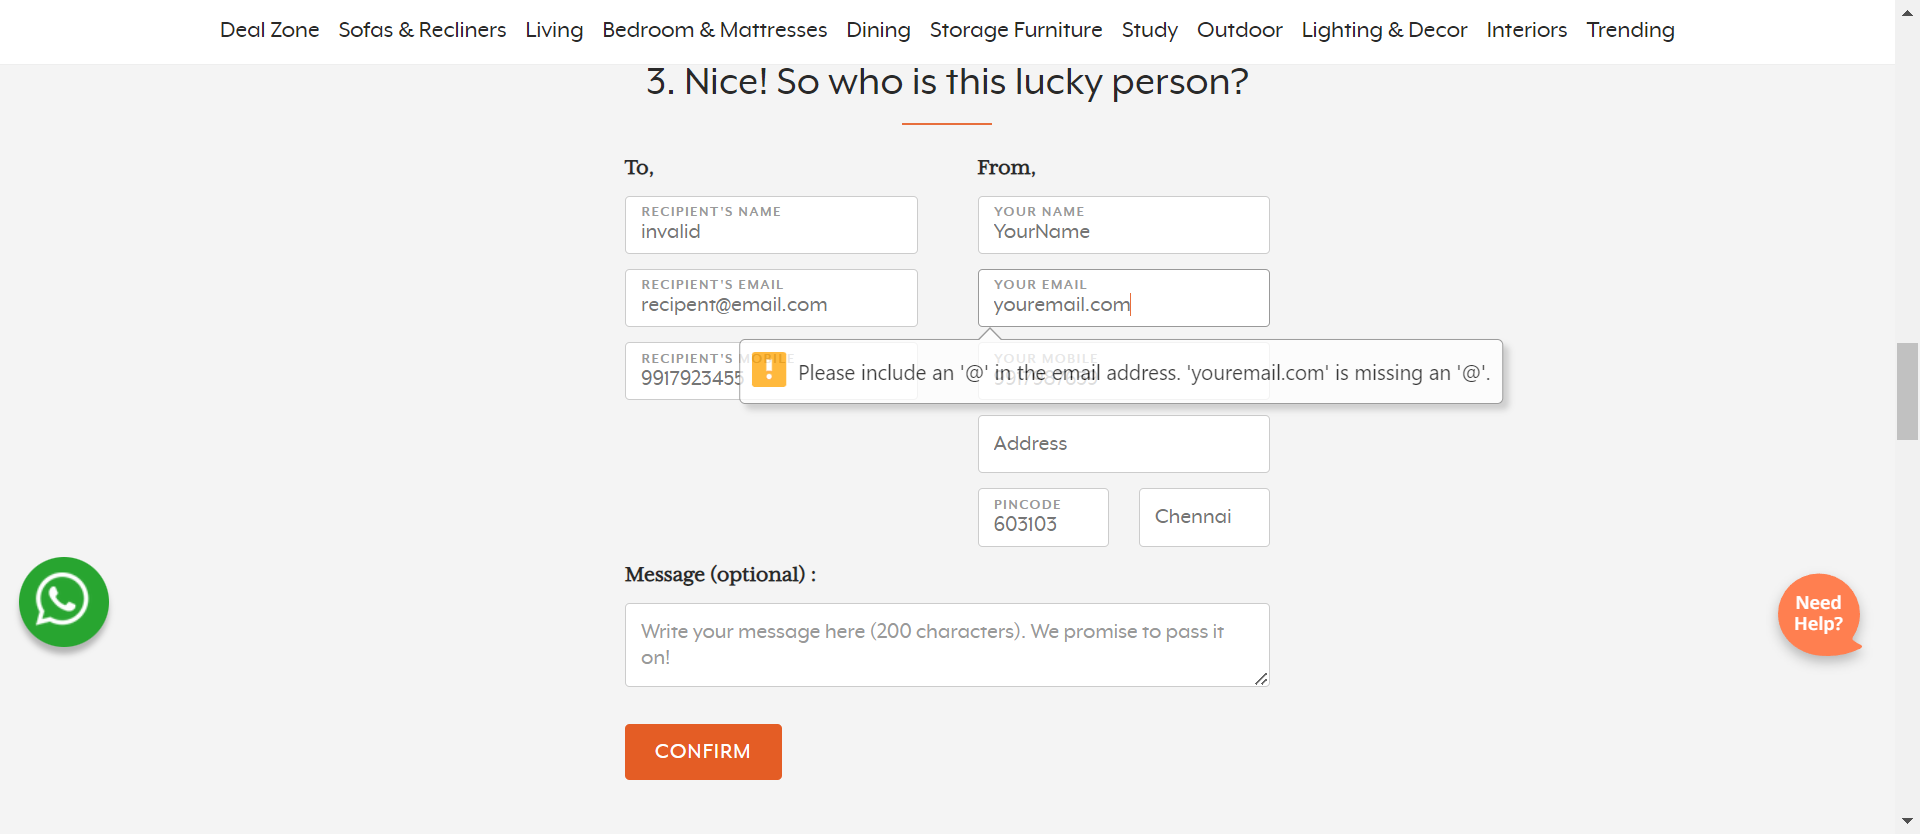 Deal Zone Sofas & Recliners Living Bedroom & Mattresses Dining Storage Furniture Study Outdoor Lighting & Decor Interiors Trending
3. Nice! So who is this lucky person?
To,
From,
RECIPIENT'S NAME
invalid
YOUR NAME
YourName
RECIPIENT'S EMAIL
recipent@email.com
YOUR EMAIL
youremail.com
RECIPIENT'S MOBILE
9917923455
YOUR MOBILE
Please include an '@' in the email address. 'youremail.com' is missing an '@'.
Address
PINCODE
603103
Chennai
Message (optional) :
Write your message here (200 characters). We promise to pass it
on!
CONFIRM
Need
Help?